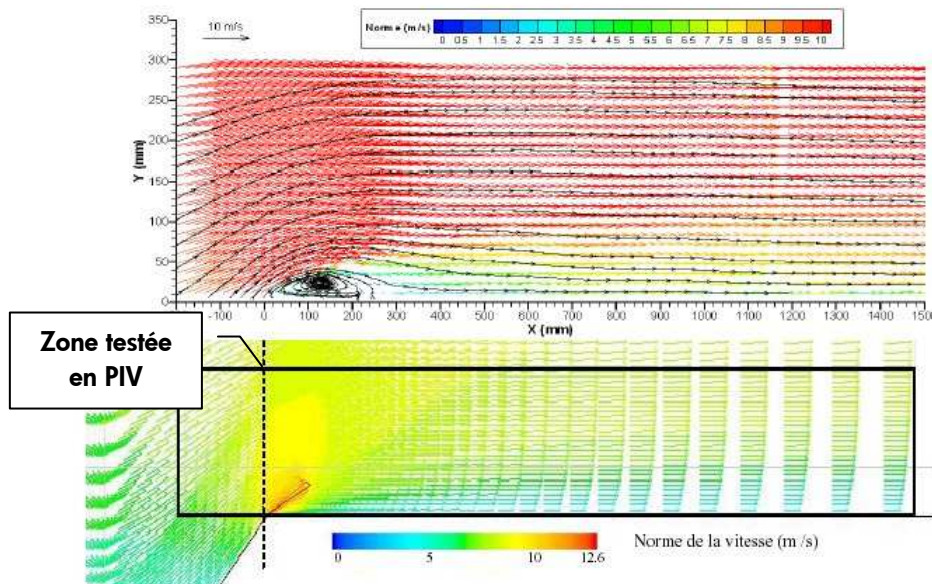 10 m/s
Norme (m/s)
0 0.5 1 1.5 2 2.5 3 3.5 4 4.5 5 5.5 6 6.5 7 7.5 8 8.5 9 9.5 10
350
300
250
200
150
100
50
0
Y (mm)
-100 0 100 200 300 400 500 600 700 800 900 1000 1100 1200 1300 1400 1500
X (mm)
Zone testée
en PIV
0 5 10 12.6
Norme de la vitesse (m /s)